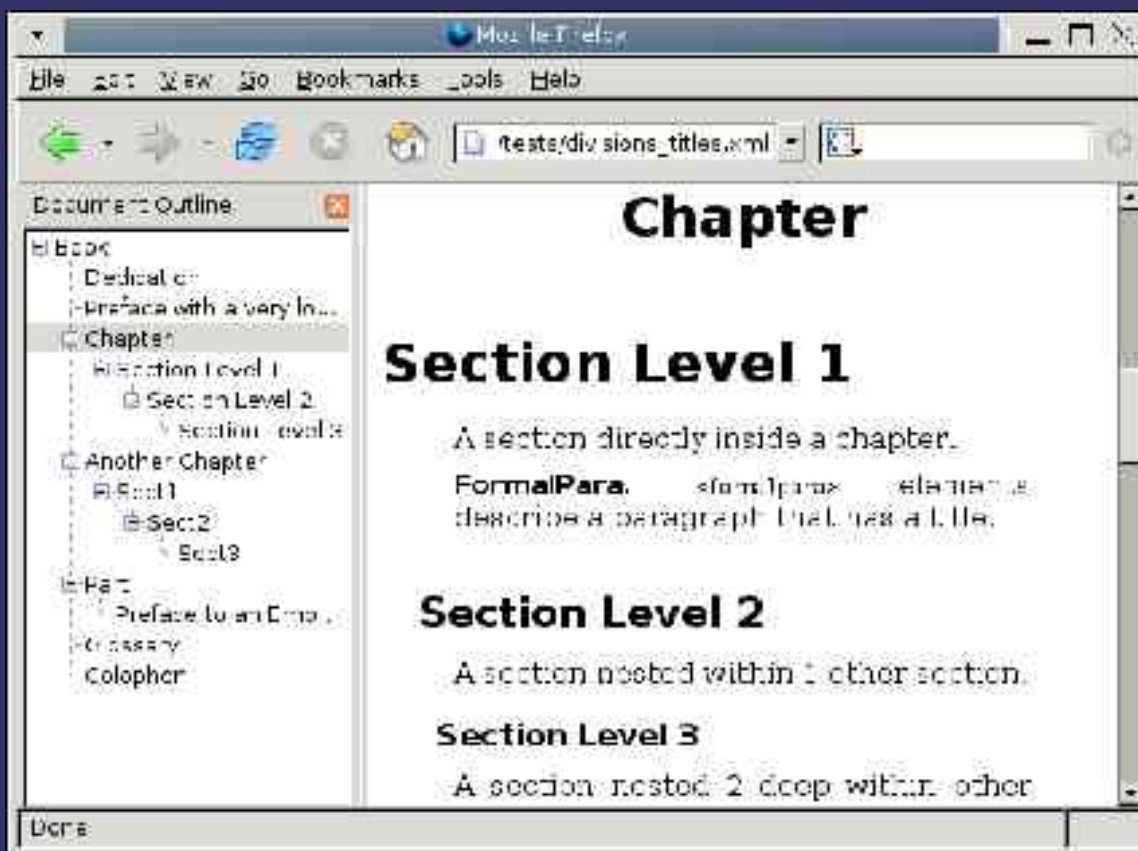 Mozilla Firefox
File Edit View Go Bookmarks Tools Help
/tests/divisions_titles.xml
Document Outline
Book
Dedication
Preface with a very lo...
Chapter
Section Level 1
Section Level 2
Section Level 3
Another Chapter
Sect1
Sect2
Sect3
Part
Preface to an Emp...
Glossary
Colophon
Chapter
Section Level 1
A section directly inside a chapter.
FormalPara. <formalpara> elements
describe a paragraph that has a title.
Section Level 2
A section nested within 1 other section.
Section Level 3
A section nested 2 deep within other
Done